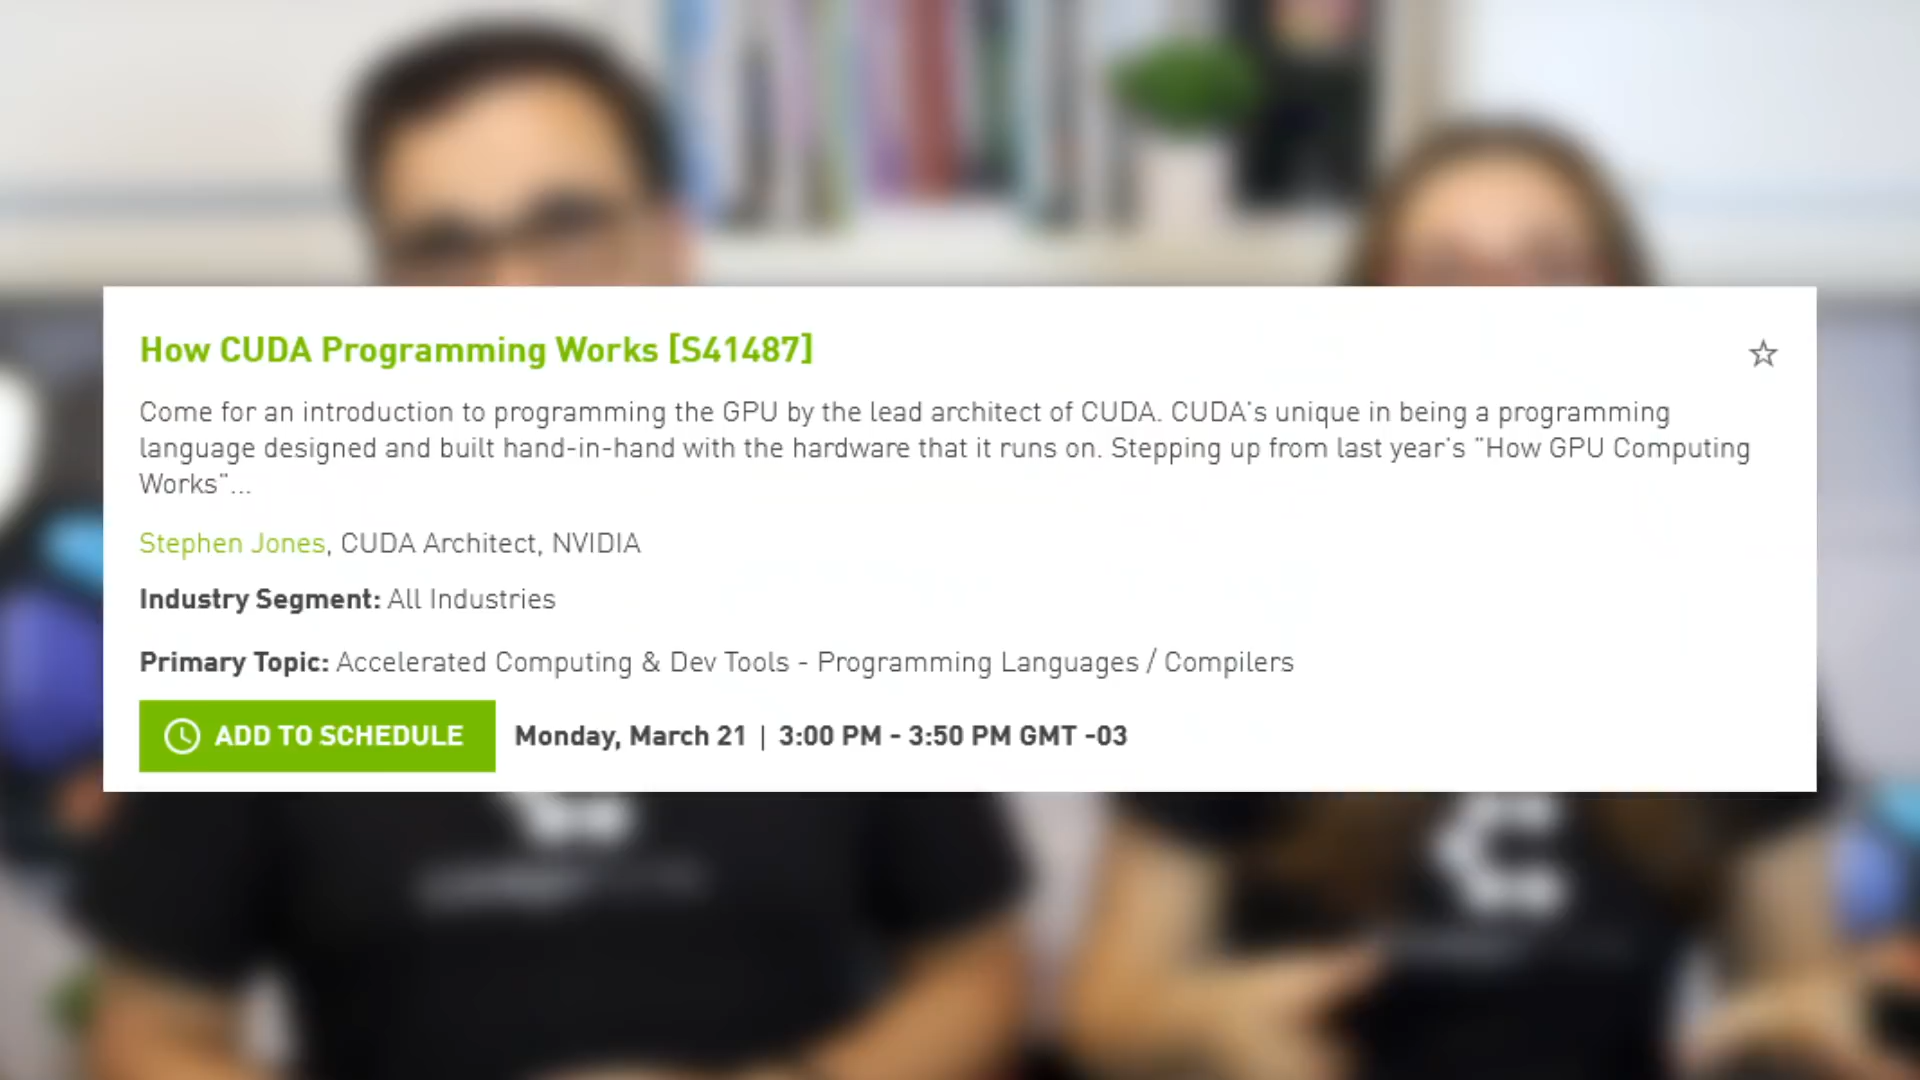 How CUDA Programming Works [S41487]
Come for an introduction to programming the GPU by the lead architect of CUDA. CUDA's unique in being a programming
language designed and built hand-in-hand with the hardware that it runs on. Stepping up from last year's "How GPU Computing
Works"...
Stephen Jones, CUDA Architect, NVIDIA
Industry Segment: All Industries
Primary Topic: Accelerated Computing & Dev Tools - Programming Languages / Compilers
ADD TO SCHEDULE Monday, March 21 | 3:00 PM - 3:50 PM GMT -03